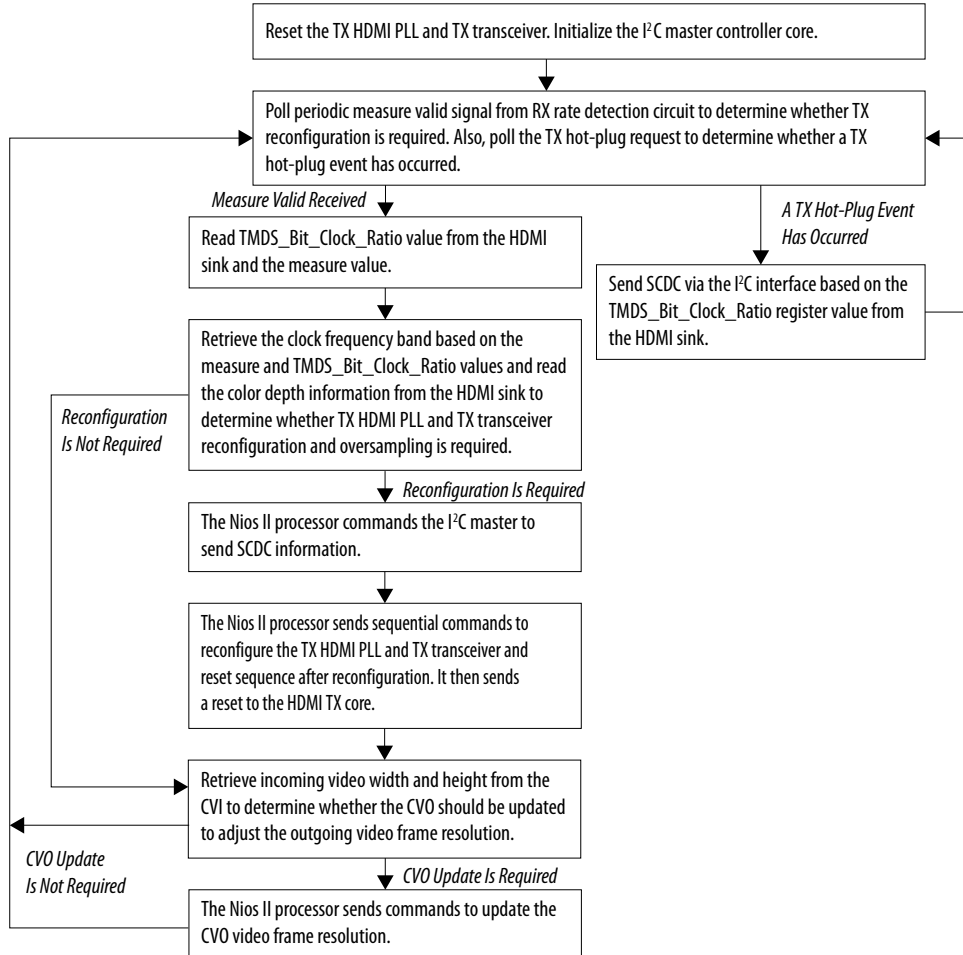 Reset the TX HDMI PLL and TX transceiver. Initialize the I²C master controller core.
Poll periodic measure valid signal from RX rate detection circuit to determine whether TX
reconfiguration is required. Also, poll the TX hot-plug request to determine whether a TX
hot-plug event has occurred.
Measure Valid Received
A TX Hot-Plug Event
Has Occurred
Read TMDS_Bit_Clock_Ratio value from the HDMI
sink and the measure value.
Send SCDC via the I²C interface based on the
TMDS_Bit_Clock_Ratio register value from
the HDMI sink.
Retrieve the clock frequency band based on the
measure and TMDS_Bit_Clock_Ratio values and read
the color depth information from the HDMI sink to
determine whether TX HDMI PLL and TX transceiver
reconfiguration and oversampling is required.
Reconfiguration
Is Not Required
Reconfiguration Is Required
The Nios II processor commands the I²C master to
send SCDC information.
The Nios II processor sends sequential commands to
reconfigure the TX HDMI PLL and TX transceiver and
reset sequence after reconfiguration. It then sends
a reset to the HDMI TX core.
Retrieve incoming video width and height from the
CVI to determine whether the CVO should be updated
to adjust the outgoing video frame resolution.
CVO Update
Is Not Required
CVO Update Is Required
The Nios II processor sends commands to update the
CVO video frame resolution.